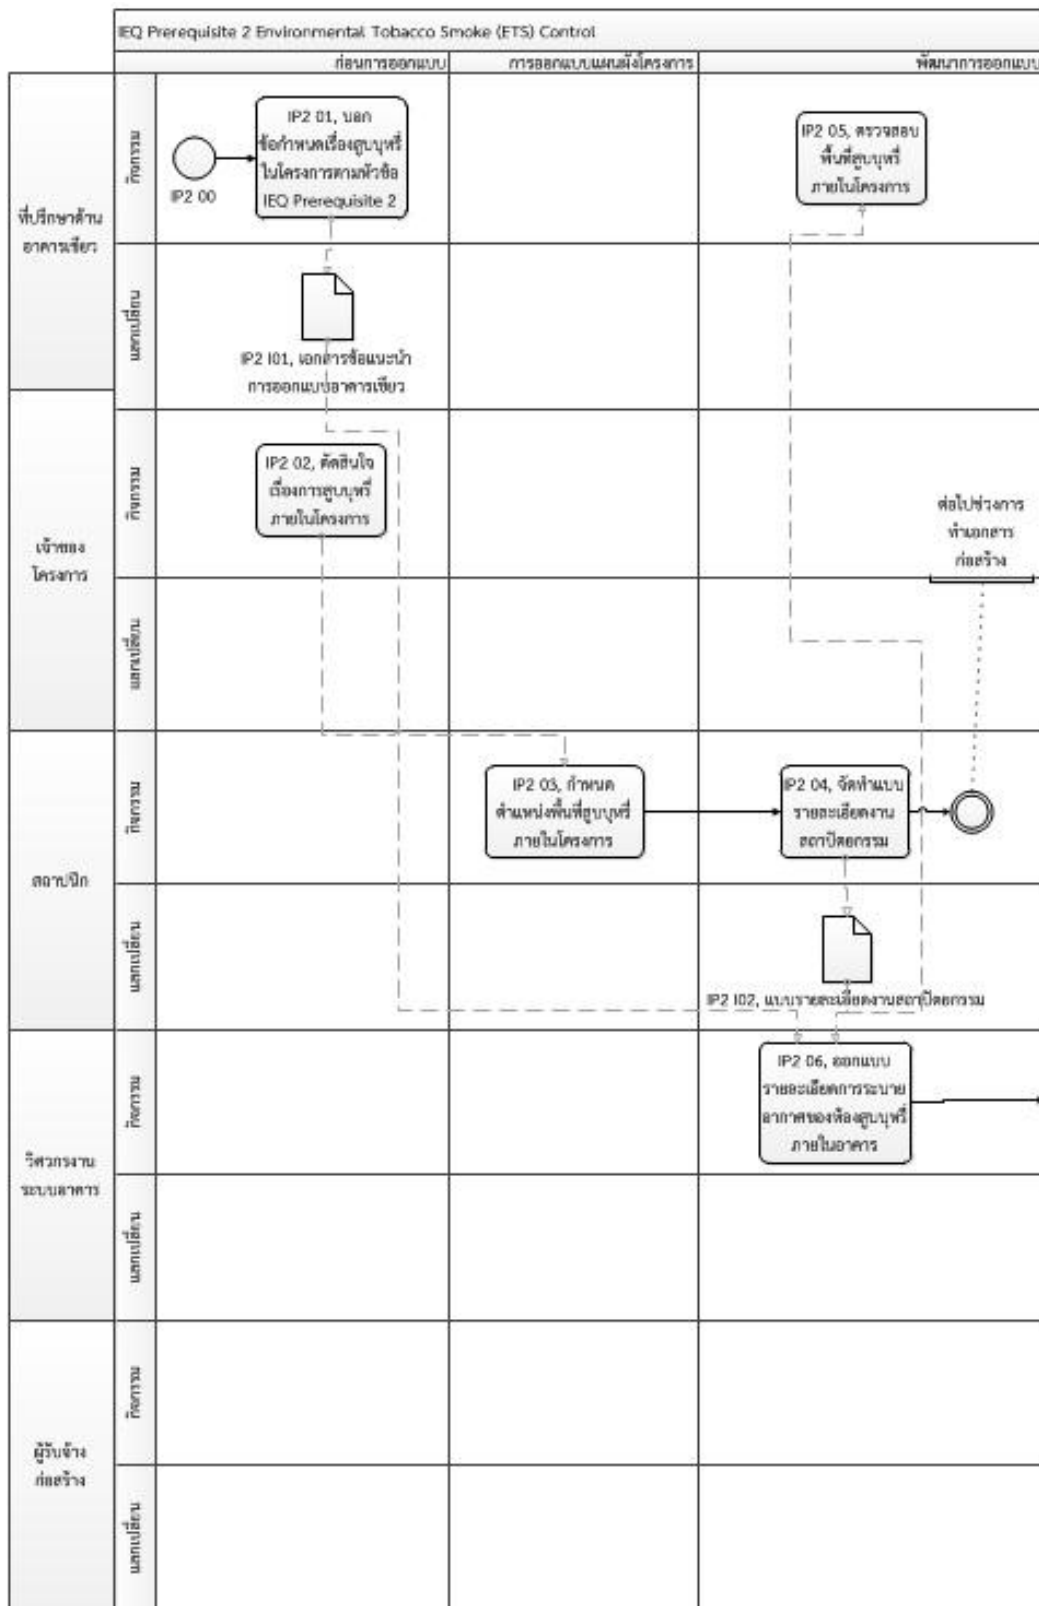 IEQ Prerequisite 2 Environmental Tobacco Smoke (ETS) Control
ก่อนการออกแบบ
การออกแบบแผนผังโครงการ
พัฒนาการออกแบบ
ที่ปรึกษาด้าน
อาคารเขียว
กิจกรรม
IP2 00
IP2 01, บอก
ข้อกำหนดเรื่องสูบบุหรี่
ในโครงการตามหัวข้อ
IEQ Prerequisite 2
IP2 05, ตรวจสอบ
พื้นที่สูบบุหรี่
ภายในโครงการ
แลกเปลี่ยน
IP2 I01, เอกสารข้อแนะนำ
การออกแบบอาคารเขียว
เจ้าของ
โครงการ
กิจกรรม
IP2 02, ตัดสินใจ
เรื่องการสูบบุหรี่
ภายในโครงการ
ต่อไปช่วงการ
ทำเอกสาร
ก่อสร้าง
แลกเปลี่ยน
สถาปนิก
กิจกรรม
IP2 03, กำหนด
ตำแหน่งพื้นที่สูบบุหรี่
ภายในโครงการ
IP2 04, จัดทำแบบ
รายละเอียดงาน
สถาปัตยกรรม
แลกเปลี่ยน
IP2 I02, แบบรายละเอียดงานสถาปัตยกรรม
วิศวกรงาน
ระบบอาคาร
กิจกรรม
IP2 06, ออกแบบ
รายละเอียดการระบาย
อากาศของห้องสูบบุหรี่
ภายในอาคาร
แลกเปลี่ยน
ผู้รับจ้าง
ก่อสร้าง
กิจกรรม
แลกเปลี่ยน